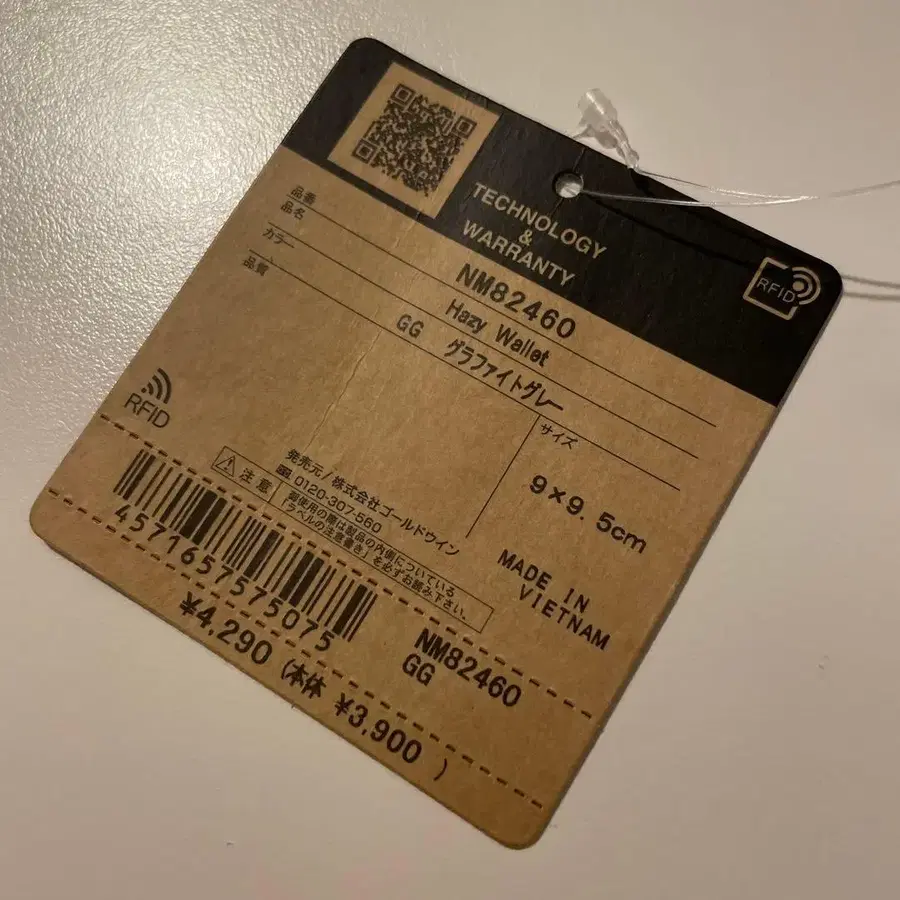 TECHNOLOGY
&
WARRANTY
RFID
品番 NM82460
品名 Hazy Wallet
カラー GG グラファイトグレー
品質
サイズ
9×9.5cm
MADE IN
VIETNAM
RFID
発売元/株式会社ゴールドウイン
0120-307-560
注意
御使用の際は製品の内側についている
「ラベルの注意書き」を必ずお読み下さい。
4571657575075
NM82460
GG
¥4,290 (本体 ¥3,900 )